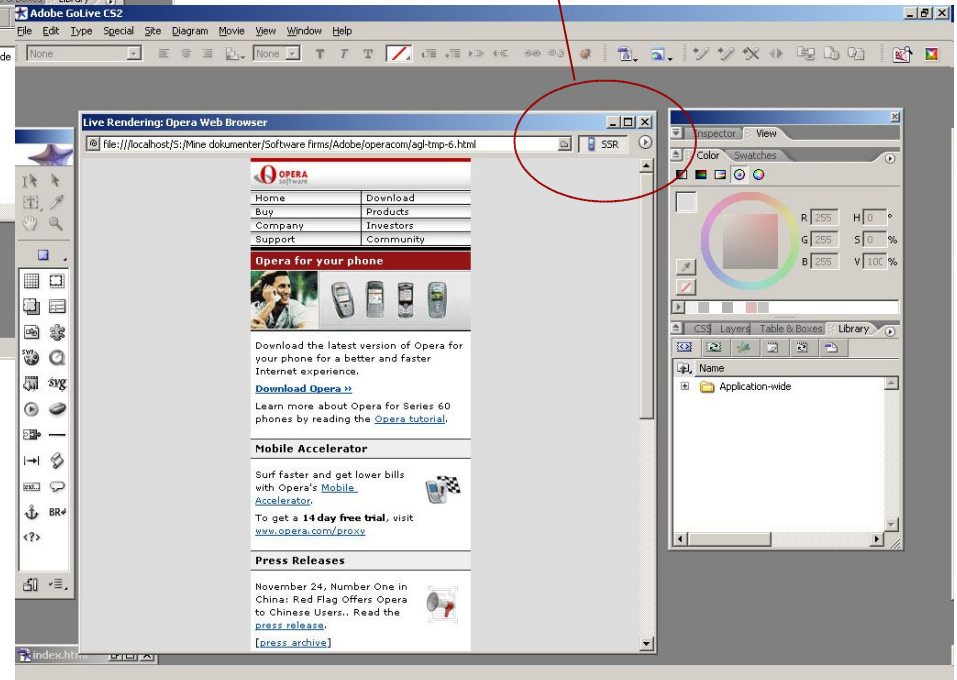 Library
Adobe GoLive CS2
File Edit Type Special Site Diagram Movie View Window Help
de
None
None
T T T
Live Rendering: Opera Web Browser
file:///localhost/S:/Mine dokumenter/Software firms/Adobe/operacom/agl-tmp-6.html
SSR
OPERA
software
Home Download
Buy Products
Company Investors
Support Community
Opera for your phone
Download the latest version of Opera for
your phone for a better and faster
Internet experience.
Download Opera »
Learn more about Opera for Series 60
phones by reading the Opera tutorial.
Mobile Accelerator
Surf faster and get lower bills
with Opera's Mobile
Accelerator.
To get a 14 day free trial, visit
www.opera.com/proxy
Press Releases
November 24, Number One in
China: Red Flag Offers Opera
to Chinese Users.. Read the
press release.
[press archive]
Inspector View
Color Swatches
R 255 H 0 °
G 255 S 0 %
B 255 V 100 %
CSS Layers Table & Boxes Library
Name
Application-wide
T
SWF
svg
BR
<?>
index.htm